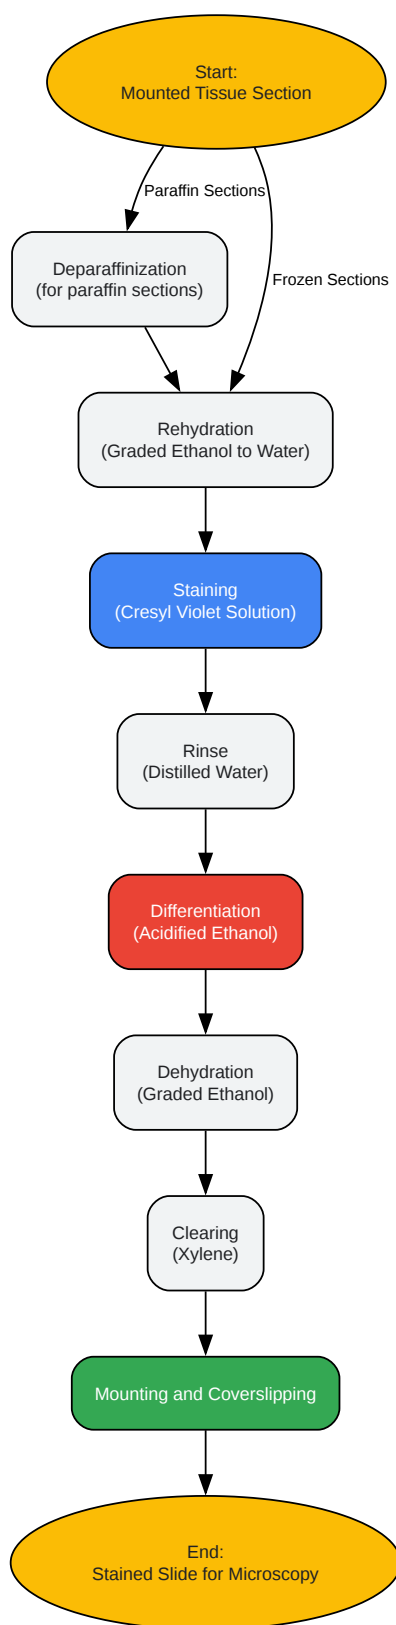 Start:
Mounted Tissue Section
Paraffin Sections
Deparaffinization
(for paraffin sections)
Frozen Sections
Rehydration
(Graded Ethanol to Water)
Staining
(Cresyl Violet Solution)
Rinse
(Distilled Water)
Differentiation
(Acidified Ethanol)
Dehydration
(Graded Ethanol)
Clearing
(Xylene)
Mounting and Coverslipping
End:
Stained Slide for Microscopy